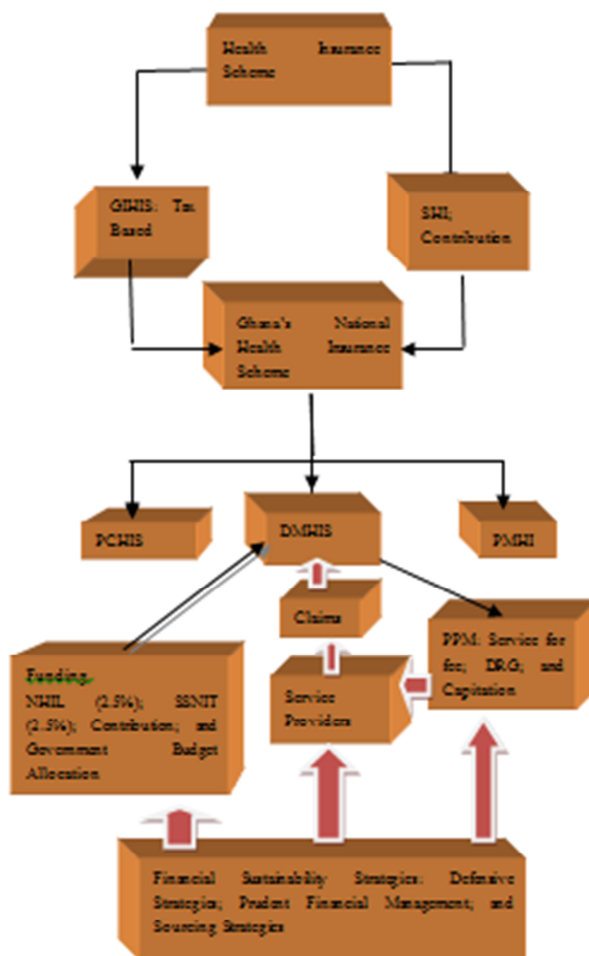 Health Insurance
Scheme
GIHIS: Tax
Based
SHI;
Contribution
Ghana's National
Health Insurance
Scheme
PCHIS
DMHIS
PMHI
Claims
PPM: Service for
fee; DRG; and
Capitation
Funding
NHIL (2.5%); SSNIT
(2.5%); Contribution; and
Government Budget
Allocation
Service
Providers
Financial Sustainability Strategies: Defensive
Strategies; Prudent Financial Management; and
Sourcing Strategies